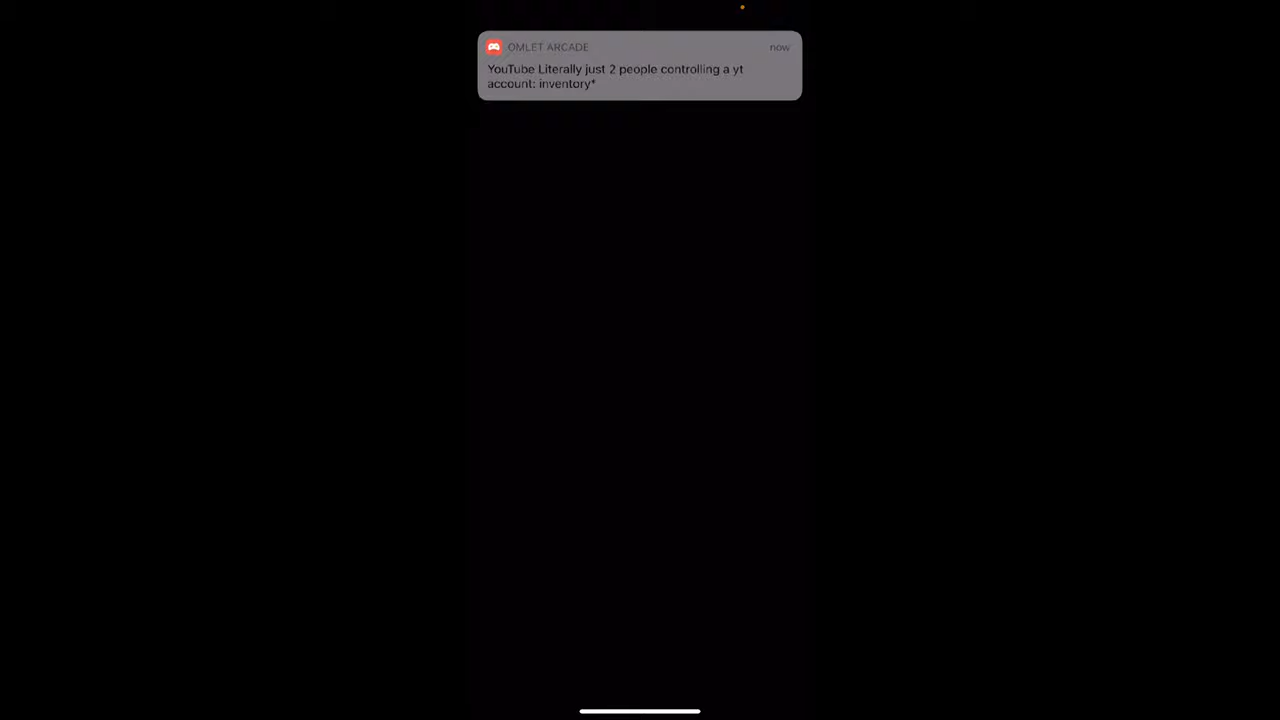 OMLET ARCADE now
YouTube Literally just 2 people controlling a yt
account: inventory*